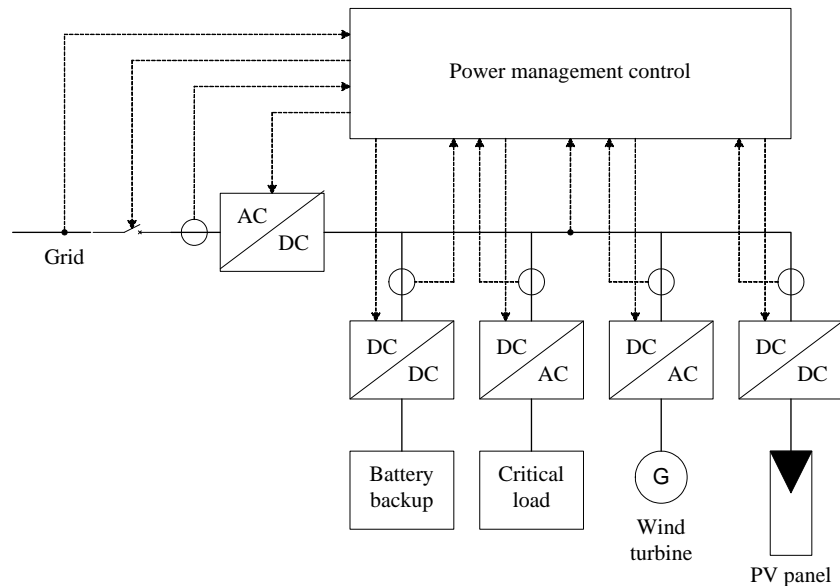 Power management control
AC
DC
Grid
DC
DC
DC
AC
DC
AC
DC
DC
Battery
backup
Critical
load
G
Wind
turbine
PV panel